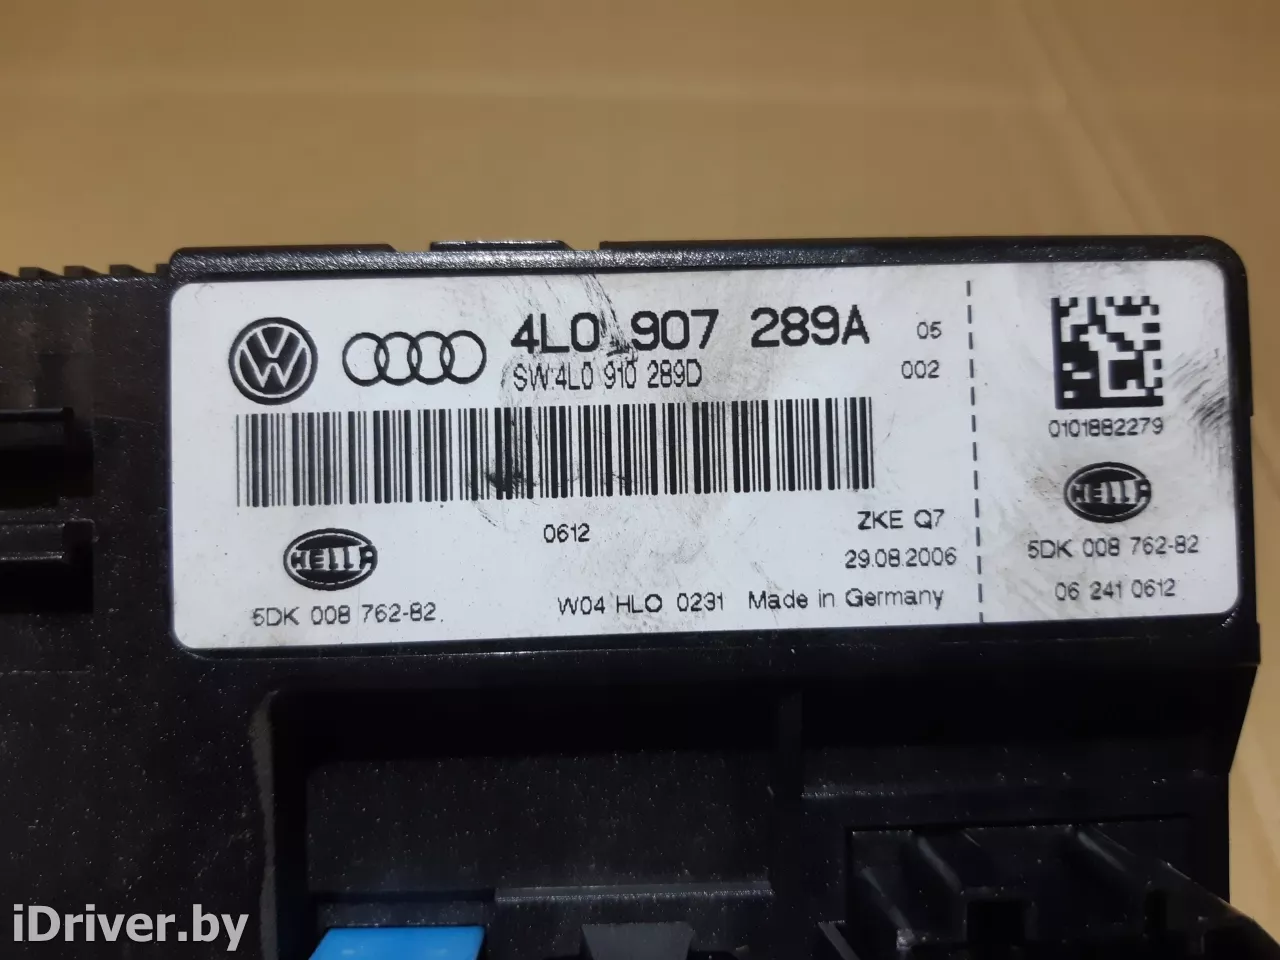 4L0 907 289A 05
SW:4L0 910 289D 002
0101882279
0612
ZKE Q7
29.08.2006
HELLA
5DK 008 762-82
W04 HLO 0231 Made in Germany
HELLA
5DK 008 762-82
06 241 0612
iDriver.by